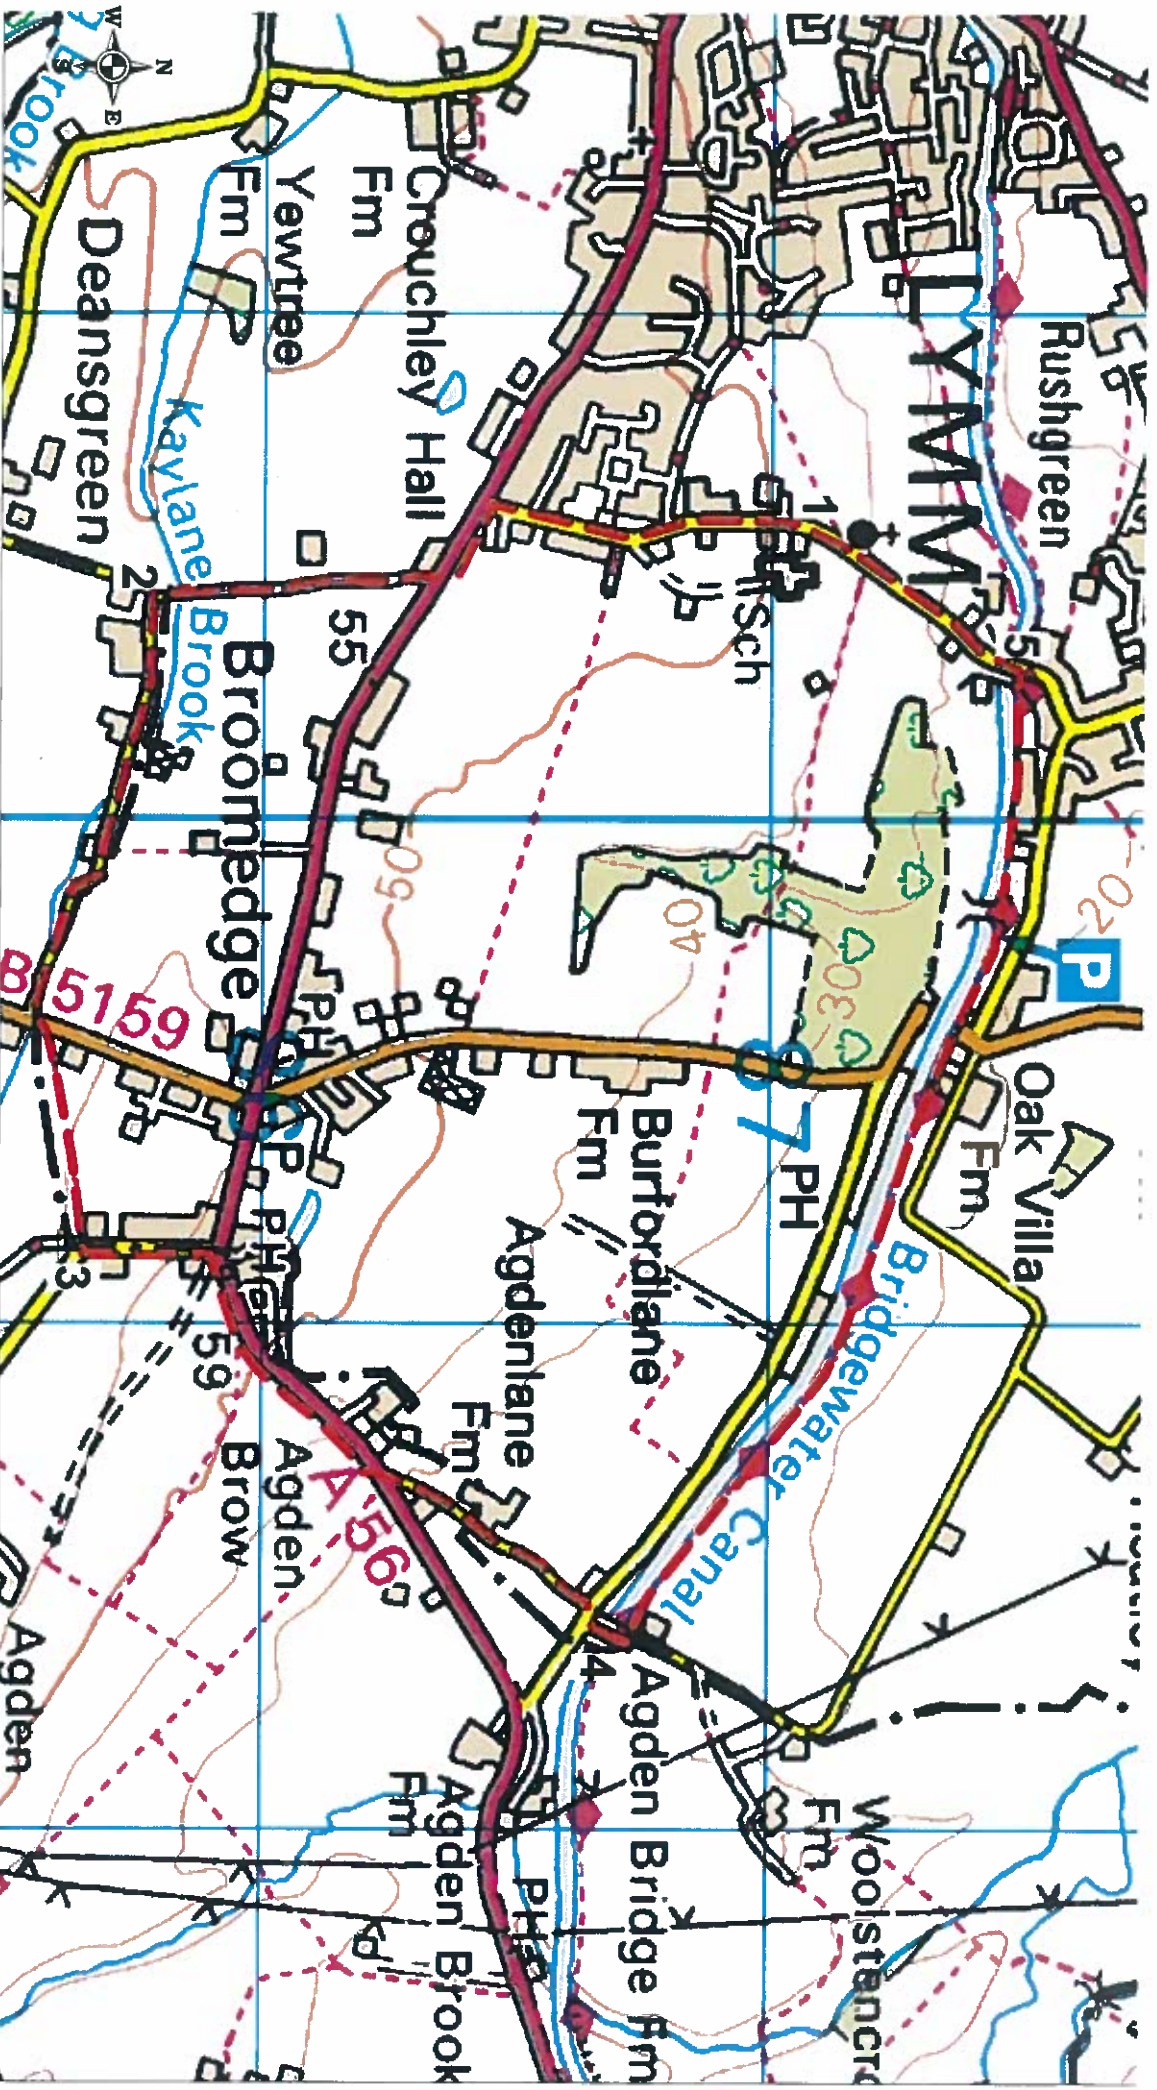 LYMM
Rushgreen
5
20
P
Oak Villa
Fm
Bridgewater Canal
1
Sch
30
40
50
7
PH
Burfordlane
Fm
Agdenlane
Fm
Crouchley Hall
Fm
Yewtree
Fm
Kaylane Brook
Deansgreen
Brook
N
E
S
W
2
55
Broomedge
PH
B 5159
P
PH
3
59
Agden
Brow
A 56
4
Agden Bridge Fm
Woolstencro
Fm
Agden Brook
Fm
PH
Agden